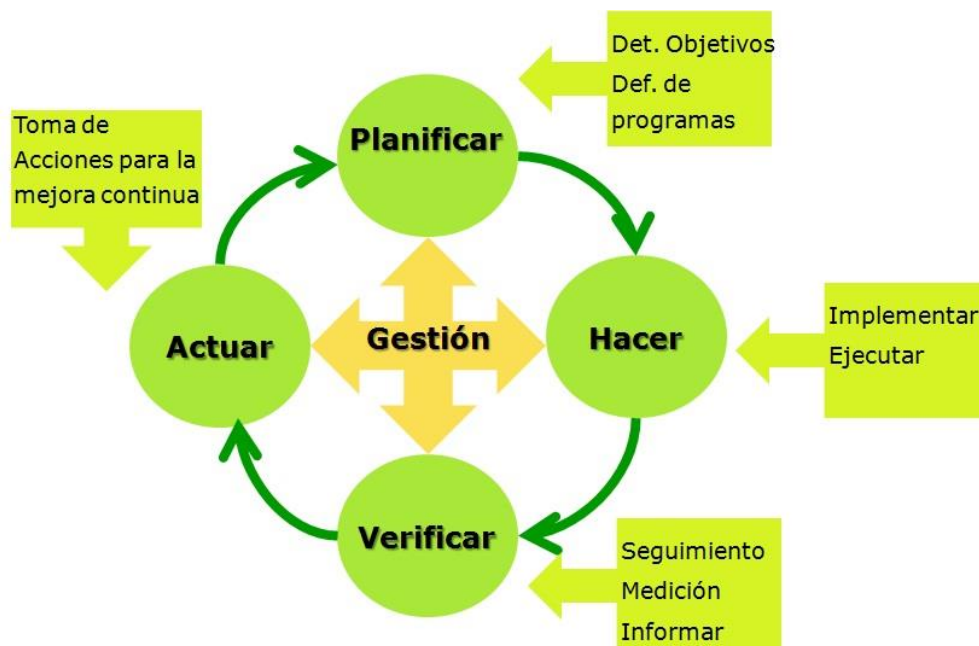 Det. Objetivos
Def. de
programas
Planificar
Toma de
Acciones para la
mejora continua
Actuar
Gestión
Hacer
Implementar
Ejecutar
Verificar
Seguimiento
Medición
Informar